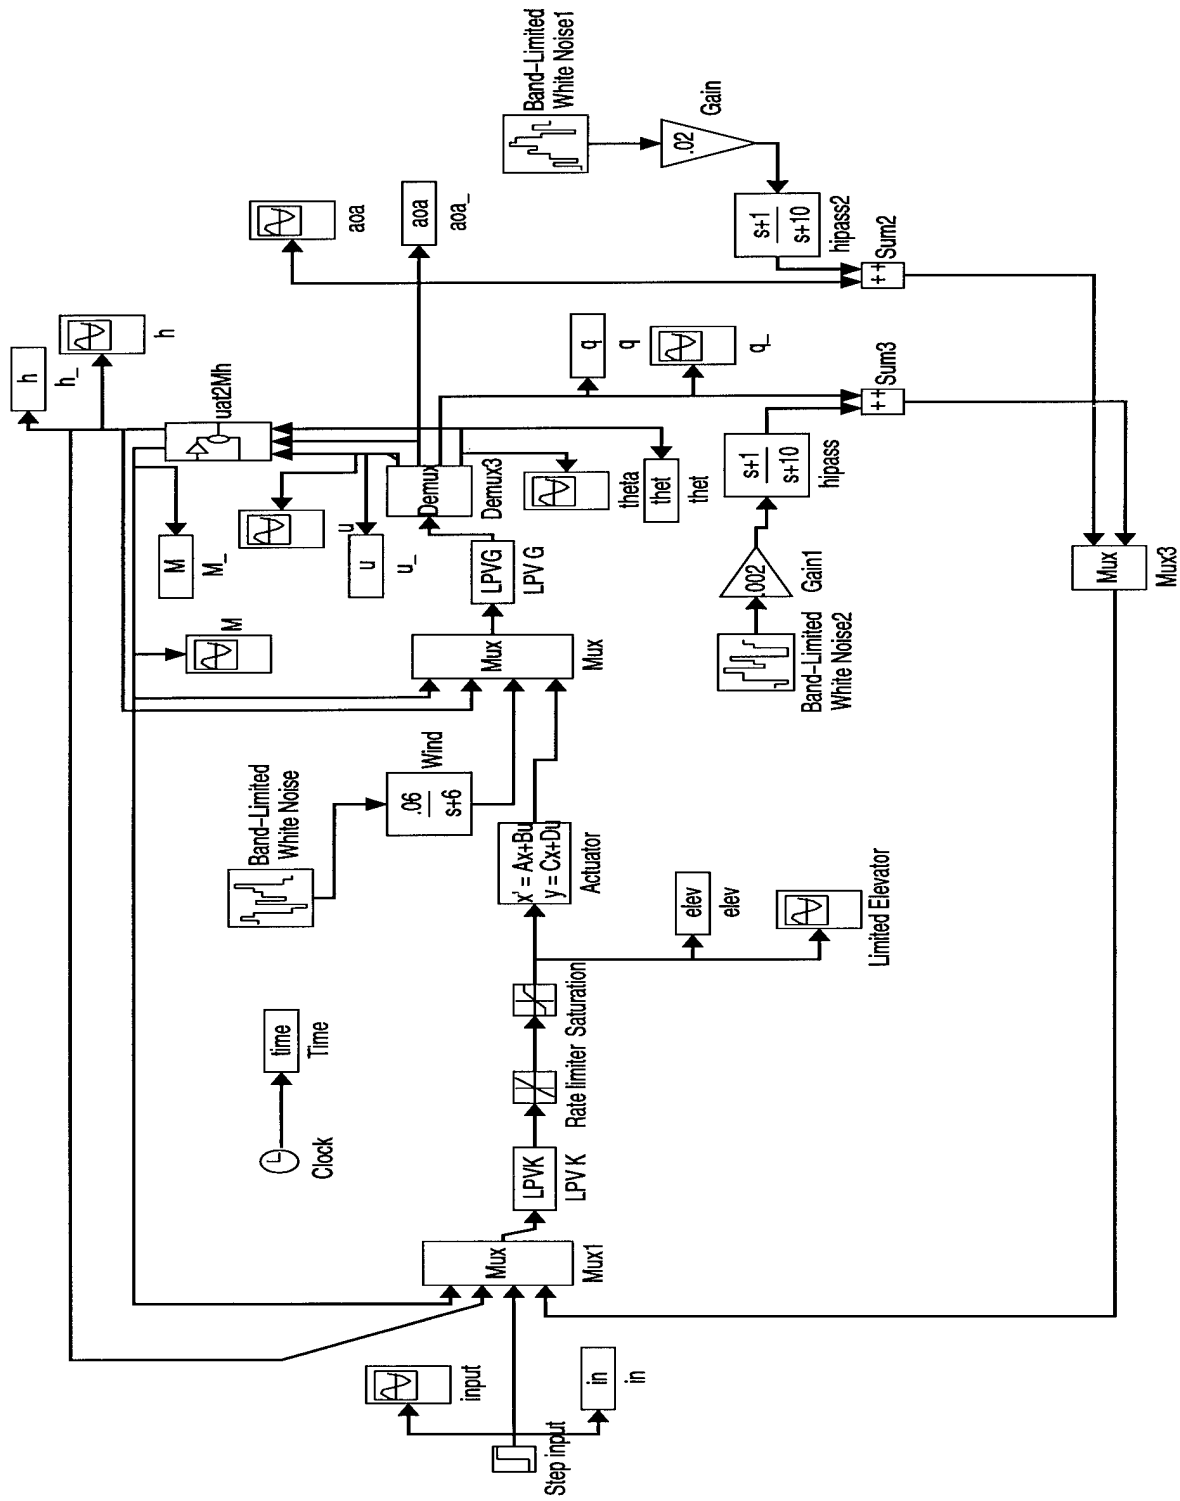 h
h_
h
uat2Mh
M
M_
u
u
u_
M
Demux
Demux3
LPVG
LPV G
Mux
Mux
aoa
aoa
aoa_
Band-Limited
White Noise1
.02
Gain
s+1
s+10
hipass2
++
Sum2
q
q
q_
theta
thet
thet
++
Sum3
s+1
s+10
hipass
.002
Gain1
Band-Limited
White Noise2
Mux
Mux3
Band-Limited
White Noise
.06
s+6
Wind
x' = Ax+Bu
y = Cx+Du
Actuator
elev
elev
Limited Elevator
time
Time
Clock
Saturation
Rate limiter
LPVK
LPV K
Mux
Mux1
input
in
in
Step input